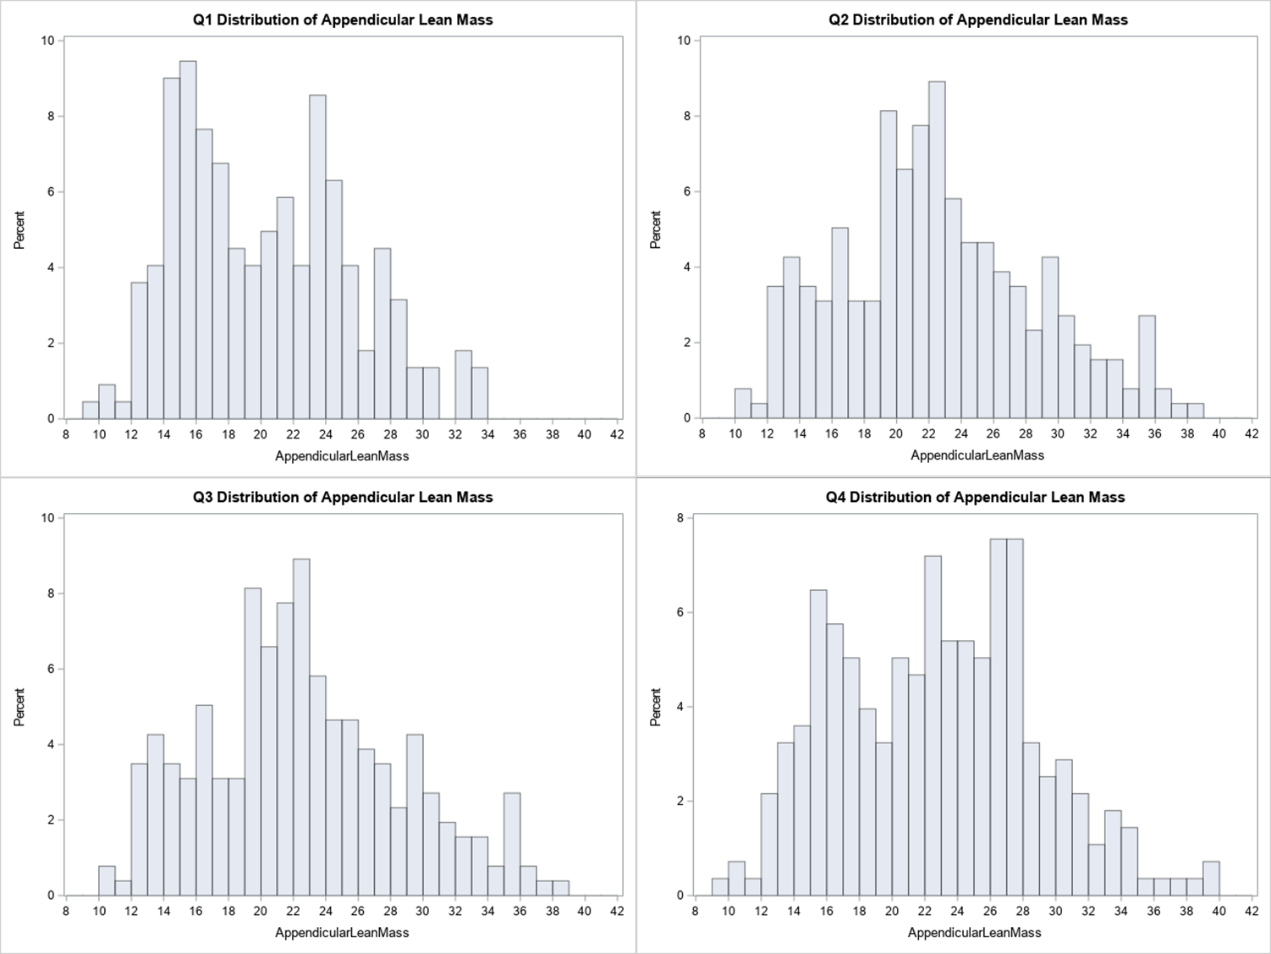 Q1 Distribution of Appendicular Lean Mass
10
8
6
4
2
0
Percent
8 10 12 14 16 18 20 22 24 26 28 30 32 34 36 38 40 42
AppendicularLeanMass
Q2 Distribution of Appendicular Lean Mass
10
8
6
4
2
0
Percent
8 10 12 14 16 18 20 22 24 26 28 30 32 34 36 38 40 42
AppendicularLeanMass
Q3 Distribution of Appendicular Lean Mass
10
8
6
4
2
0
Percent
8 10 12 14 16 18 20 22 24 26 28 30 32 34 36 38 40 42
AppendicularLeanMass
Q4 Distribution of Appendicular Lean Mass
8
6
4
2
0
Percent
10 12 14 16 18 20 22 24 26 28 30 32 34 36 38 40 42
AppendicularLeanMass